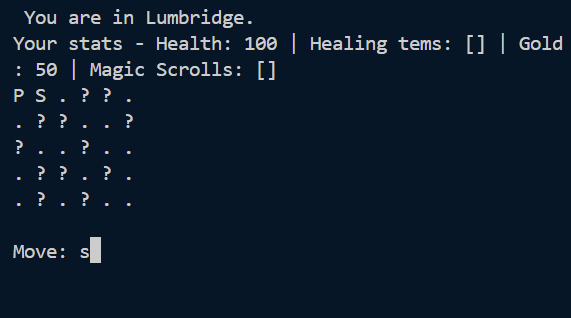 You are in Lumbridge.
Your stats - Health: 100 | Healing tems: [] | Gold
: 50 | Magic Scrolls: []
P S . ? ? .
. ? ? . . ?
? . . ? . .
. ? ? . ? .
. ? . ? . .
Move: s